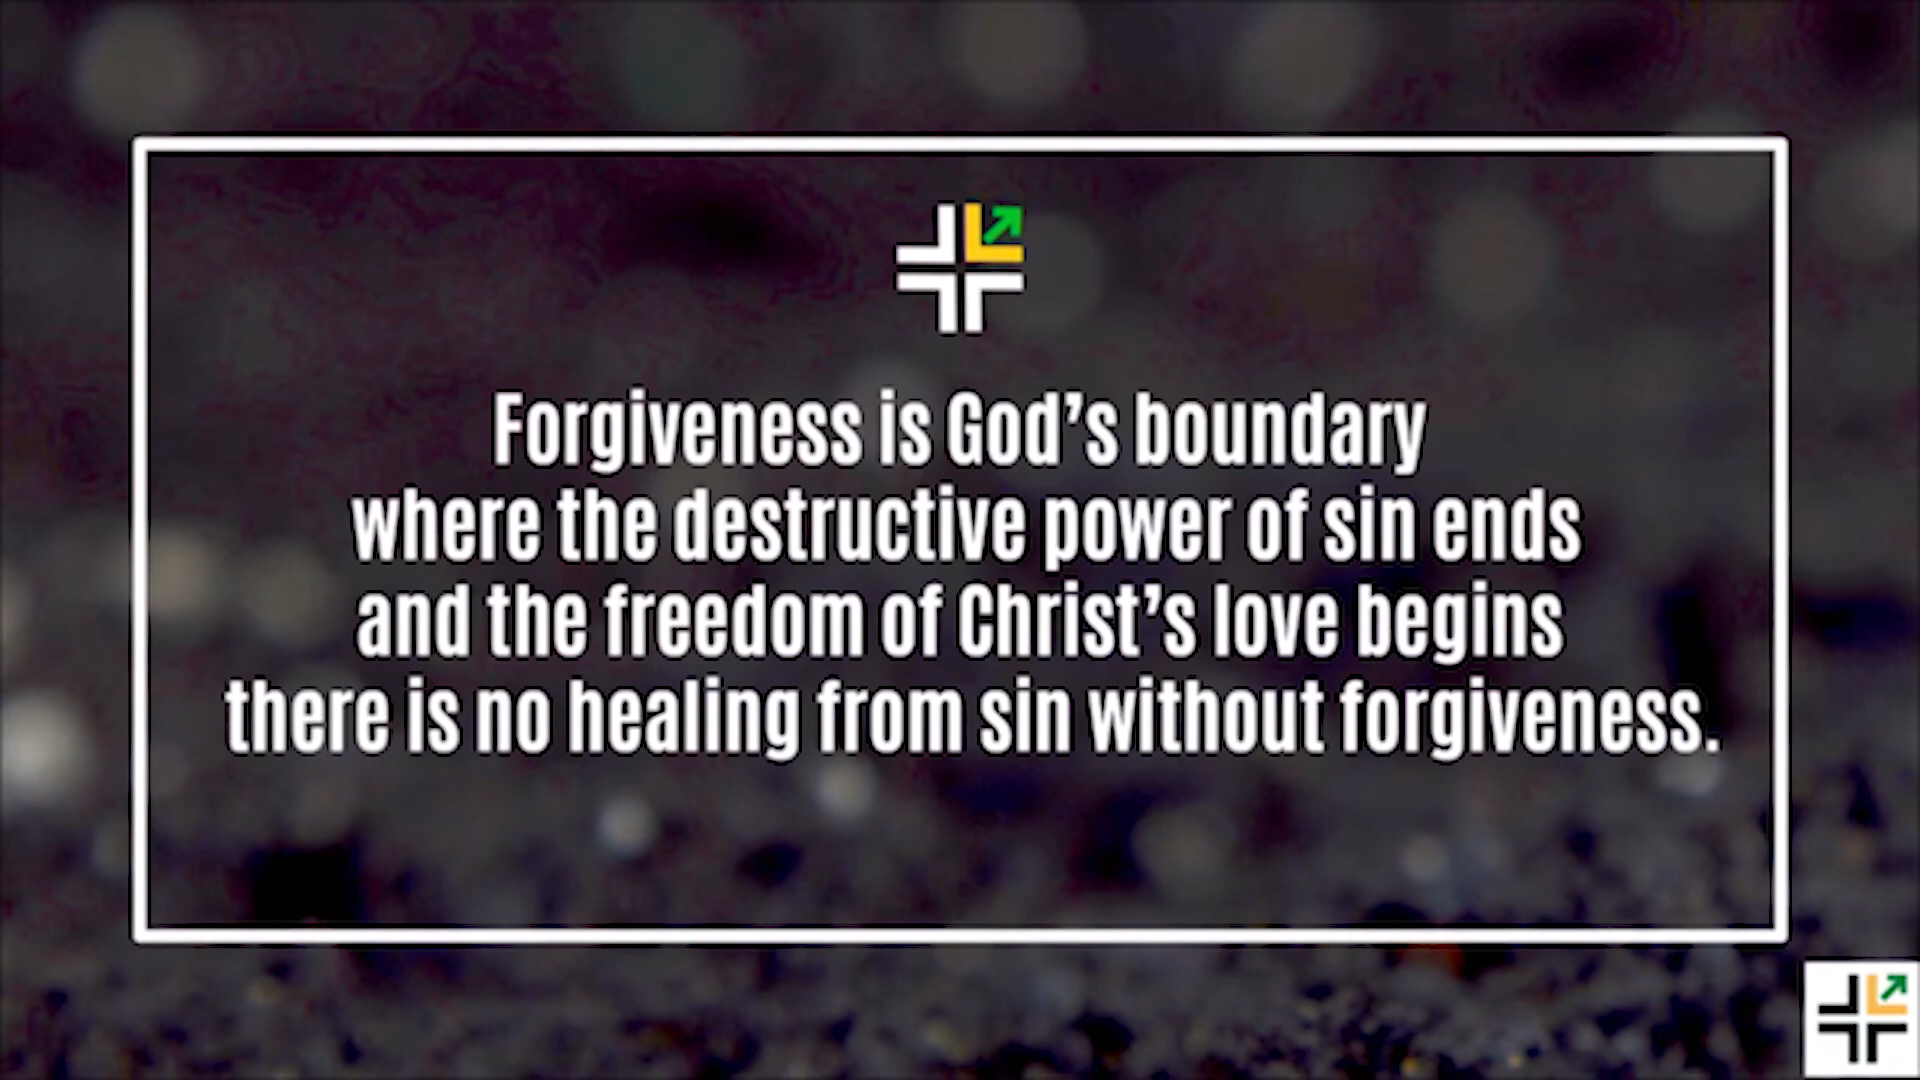 Forgiveness is God’s boundary
where the destructive power of sin ends
and the freedom of Christ’s love begins
there is no healing from sin without forgiveness.